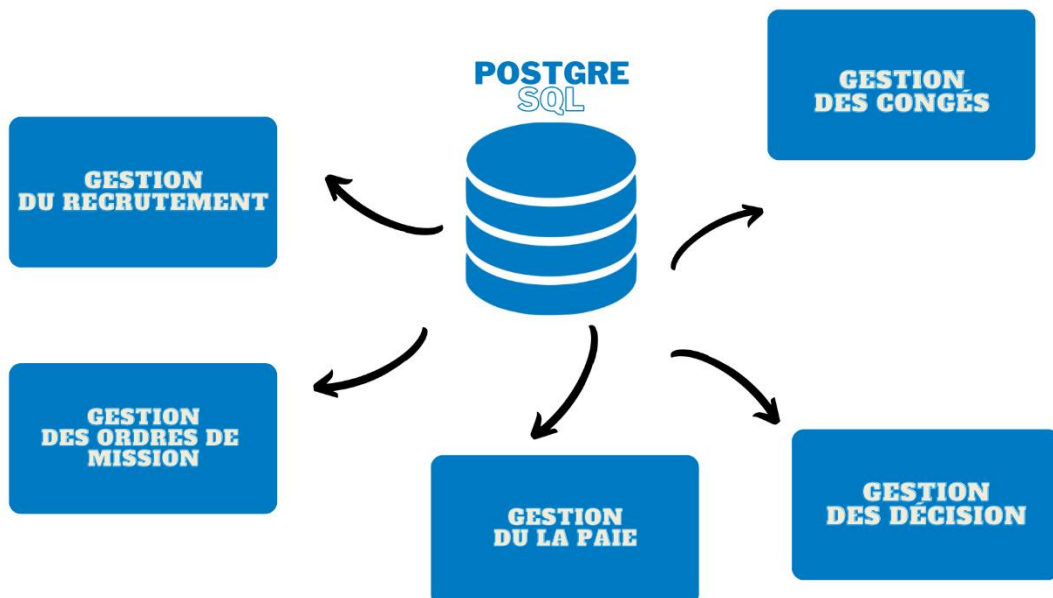 POSTGRE
SQL
GESTION
DES CONGÉS
GESTION
DU RECRUTEMENT
GESTION
DES ORDRES DE
MISSION
GESTION
DU LA PAIE
GESTION
DES DÉCISION